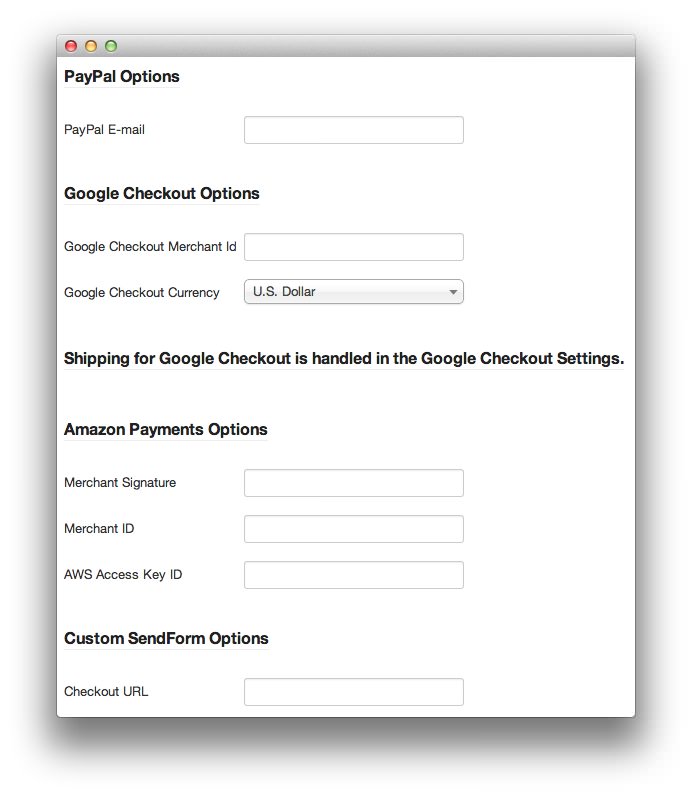 PayPal Options
PayPal E-mail
Google Checkout Options
Google Checkout Merchant Id
Google Checkout Currency U.S. Dollar
Shipping for Google Checkout is handled in the Google Checkout Settings.
Amazon Payments Options
Merchant Signature
Merchant ID
AWS Access Key ID
Custom SendForm Options
Checkout URL